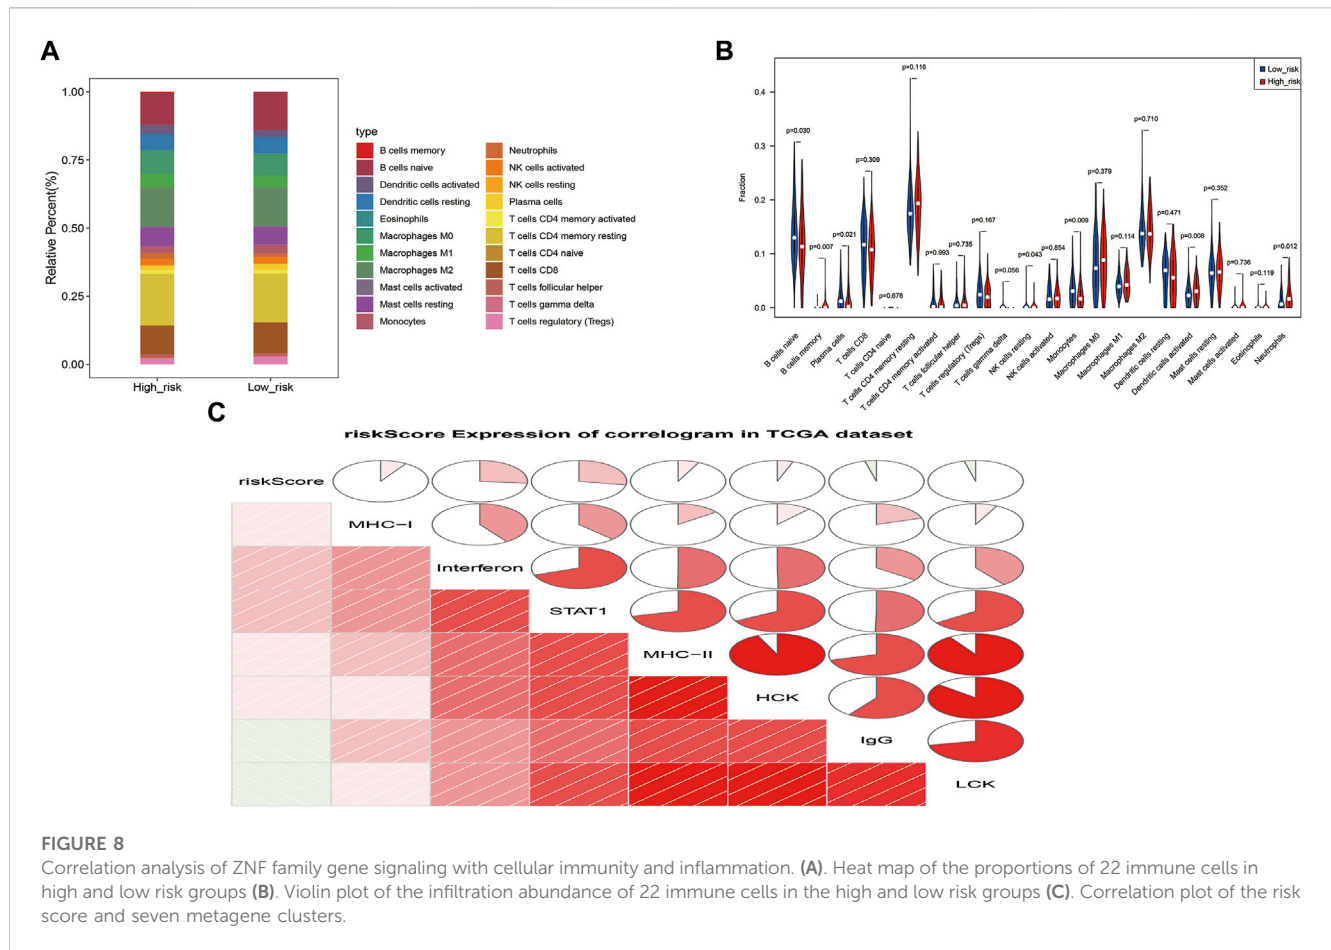 A
1.00
0.75
0.50
0.25
0.00
Relative Percent(%)
High_risk
Low_risk
type
B cells memory
B cells naive
Dendritic cells activated
Dendritic cells resting
Eosinophils
Macrophages M0
Macrophages M1
Macrophages M2
Mast cells activated
Mast cells resting
Monocytes
Neutrophils
NK cells activated
NK cells resting
Plasma cells
T cells CD4 memory activated
T cells CD4 memory resting
T cells CD4 naive
T cells CD8
T cells follicular helper
T cells gamma delta
T cells regulatory (Tregs)
B
Low_risk
High_risk
Fraction
0.4
0.3
0.2
0.1
0.0
p=0.030
p=0.007
p=0.021
p=0.309
p=0.676
p=0.116
p=0.993
p=0.735
p=0.167
p=0.056
p=0.043
p=0.854
p=0.009
p=0.379
p=0.114
p=0.710
p=0.471
p=0.008
p=0.352
p=0.736
p=0.119
p=0.012
B cells naive
B cells memory
Plasma cells
T cells CD8
T cells CD4 naive
T cells CD4 memory resting
T cells CD4 memory activated
T cells follicular helper
T cells regulatory (Tregs)
T cells gamma delta
NK cells resting
NK cells activated
Monocytes
Macrophages M0
Macrophages M1
Macrophages M2
Dendritic cells resting
Dendritic cells activated
Mast cells resting
Mast cells activated
Eosinophils
Neutrophils
C
riskScore Expression of correlogram in TCGA dataset
riskScore
MHC-I
Interferon
STAT1
MHC-II
HCK
IgG
LCK
FIGURE 8
Correlation analysis of ZNF family gene signaling with cellular immunity and inflammation. (A). Heat map of the proportions of 22 immune cells in
high and low risk groups (B). Violin plot of the infiltration abundance of 22 immune cells in the high and low risk groups (C). Correlation plot of the risk
score and seven metagene clusters.